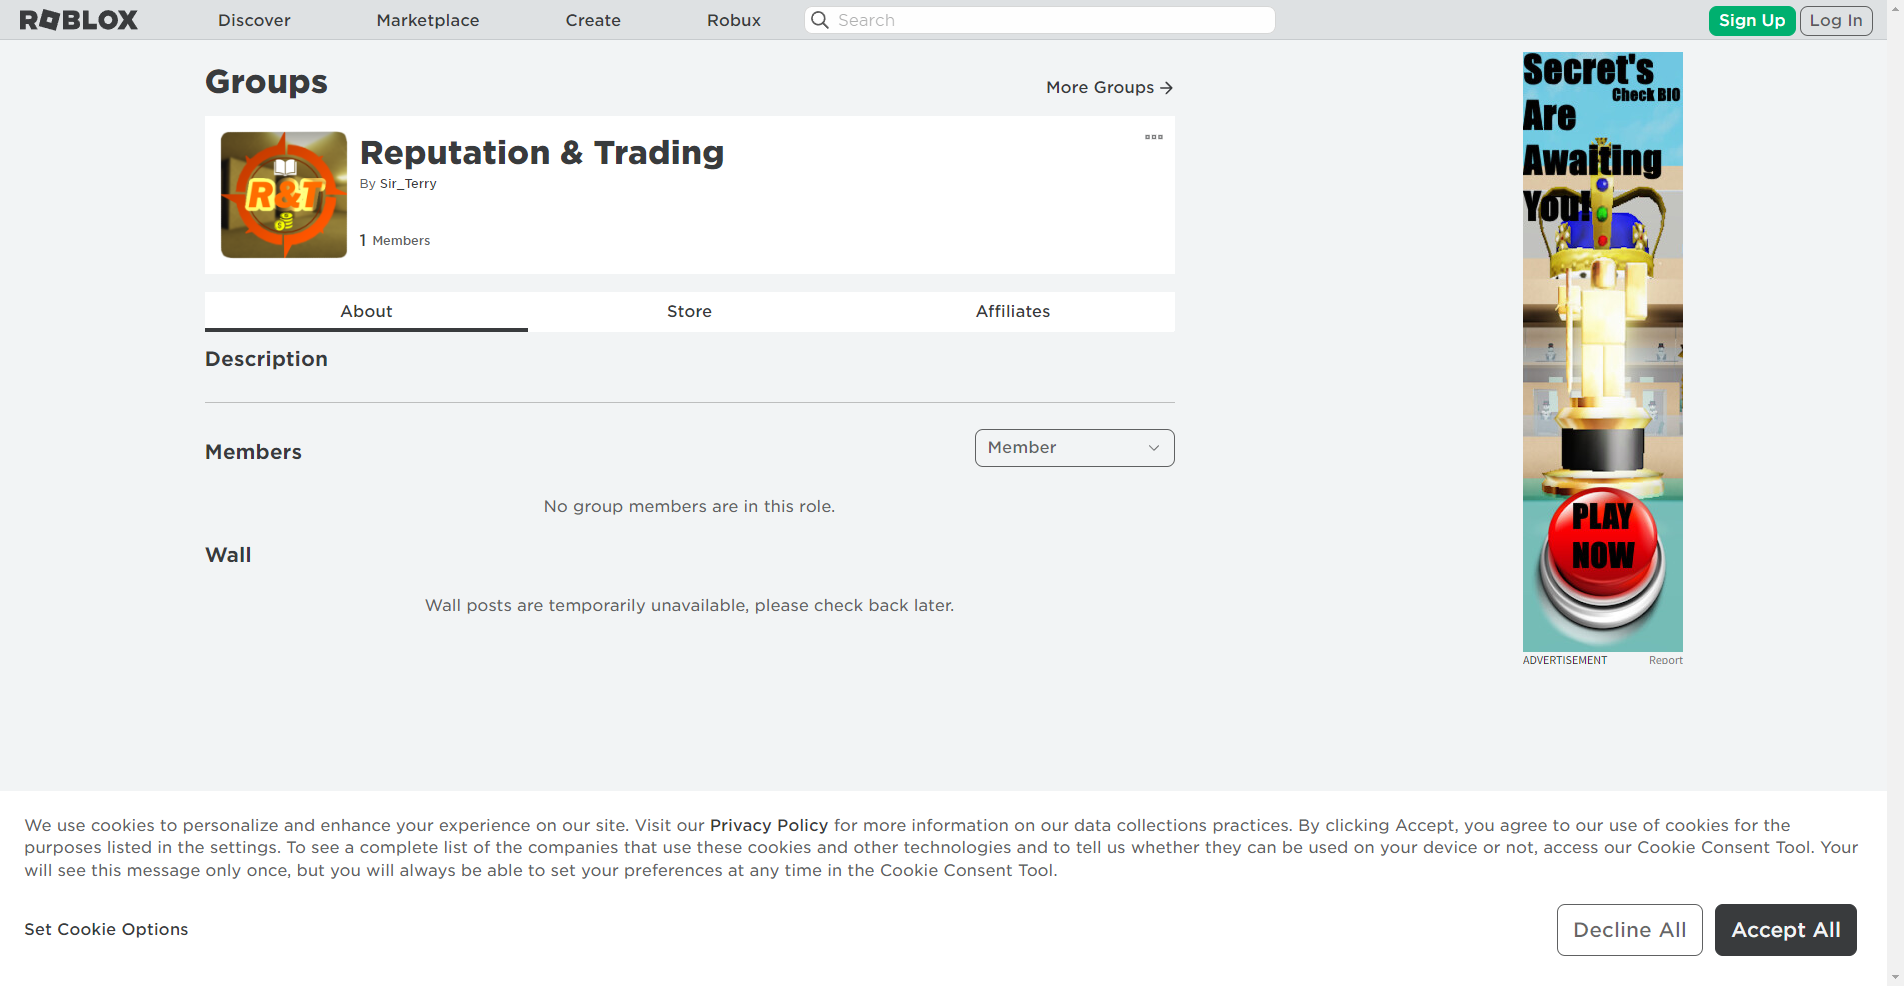 ROBLOX
Discover
Marketplace
Create
Robux
Search
Sign Up
Log In
Groups
More Groups
R&T
Reputation & Trading
By Sir_Terry
1 Members
About
Store
Affiliates
Description
Members
Member
No group members are in this role.
Wall
Wall posts are temporarily unavailable, please check back later.
Secret's
Check BIO
Are
Awaiting
You!
PLAY
NOW
ADVERTISEMENT
Report
We use cookies to personalize and enhance your experience on our site. Visit our Privacy Policy for more information on our data collections practices. By clicking Accept, you agree to our use of cookies for the
purposes listed in the settings. To see a complete list of the companies that use these cookies and other technologies and to tell us whether they can be used on your device or not, access our Cookie Consent Tool. Your
will see this message only once, but you will always be able to set your preferences at any time in the Cookie Consent Tool.
Set Cookie Options
Decline All
Accept All